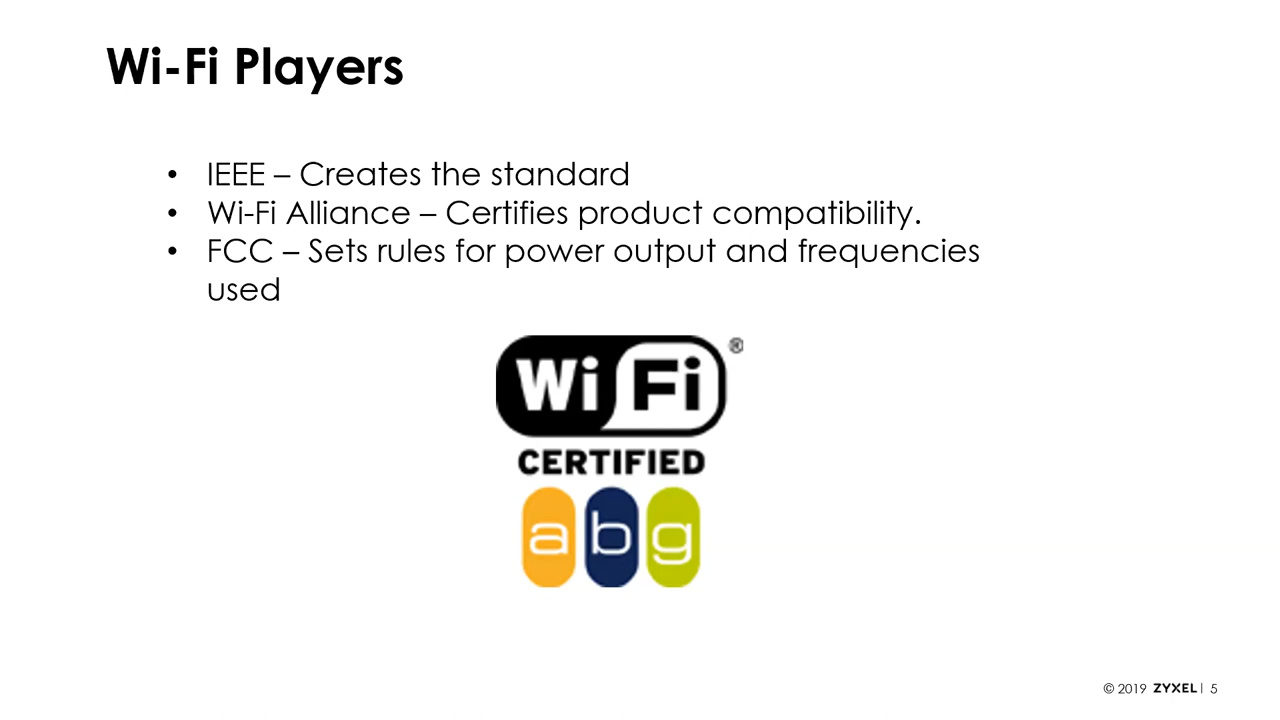 Wi-Fi Players
• IEEE – Creates the standard
• Wi-Fi Alliance – Certifies product compatibility.
• FCC – Sets rules for power output and frequencies
used
Wi Fi ®
CERTIFIED
a b g
© 2019 ZYXEL | 5